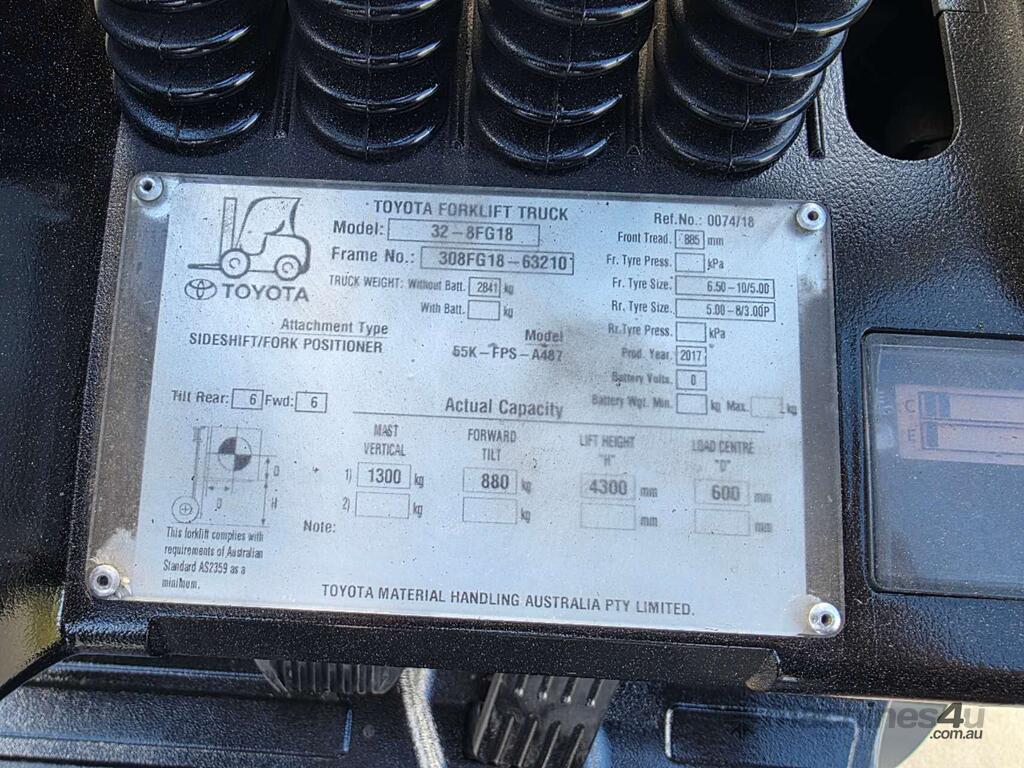 TOYOTA FORKLIFT TRUCK
Ref.No.: 0074/18
Model: 32-8FG18
Front Tread. 885 mm
Frame No.: 308FG18-63210
Fr. Tyre Press. kPa
TOYOTA
TRUCK WEIGHT: Without Batt. 2841 kg
Fr. Tyre Size. 6.50-10/5.00
With Batt. kg
Rr. Tyre Size. 5.00-8/3.00P
Attachment Type
Model
Rr.Tyre Press. kPa
SIDESHIFT/FORK POSITIONER
55K-FPS-A487
Prod. Year. 2017
Battery Volts. 0
Tilt Rear: 6 Fwd: 6
Battery Wgt. Min. kg Max. kg
Actual Capacity
MAST VERTICAL
FORWARD TILT
LIFT HEIGHT "H"
LOAD CENTRE "D"
1) 1300 kg 880 kg 4300 mm 600 mm
2) kg kg mm mm
D
D H
Note:
This forklift complies with
requirements of Australian
Standard AS2359 as a
minimum.
TOYOTA MATERIAL HANDLING AUSTRALIA PTY LIMITED.
C
E
nes4u
.com.au